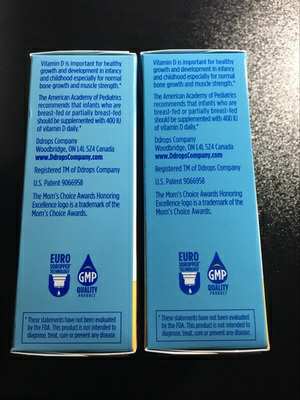 Vitamin D is important for healthy
growth and development in infancy
and childhood especially for normal
bone growth and muscle strength.*
The American Academy of Pediatrics
recommends that infants who are
breast-fed or partially breast-fed
should be supplemented with 400 IU
of vitamin D daily.*
Ddrops Company
Woodbridge, ON L4L 5Z4 Canada
www.DdropsCompany.com
Registered TM of Ddrops Company
U.S. Patent 9066958
The Mom's Choice Awards Honoring
Excellence logo is a trademark of the
Mom's Choice Awards.
EURO
DDROPPER
TECHNOLOGY
GMP
QUALITY
PRODUCT
*These statements have not been evaluated
by the FDA. This product is not intended to
diagnose, treat, cure or prevent any disease.
Vitamin D is important for healthy
growth and development in infancy
and childhood especially for normal
bone growth and muscle strength.*
The American Academy of Pediatrics
recommends that infants who are
breast-fed or partially breast-fed
should be supplemented with 400 IU
of vitamin D daily.*
Ddrops Company
Woodbridge, ON L4L 5Z4 Canada
www.DdropsCompany.com
Registered TM of Ddrops Company
U.S. Patent 9066958
The Mom's Choice Awards Honoring
Excellence logo is a trademark of the
Mom's Choice Awards.
EURO
DDROPPER
TECHNOLOGY
GMP
QUALITY
PRODUCT
*These statements have not been evaluated
by the FDA. This product is not intended to
diagnose, treat, cure or prevent any disease.